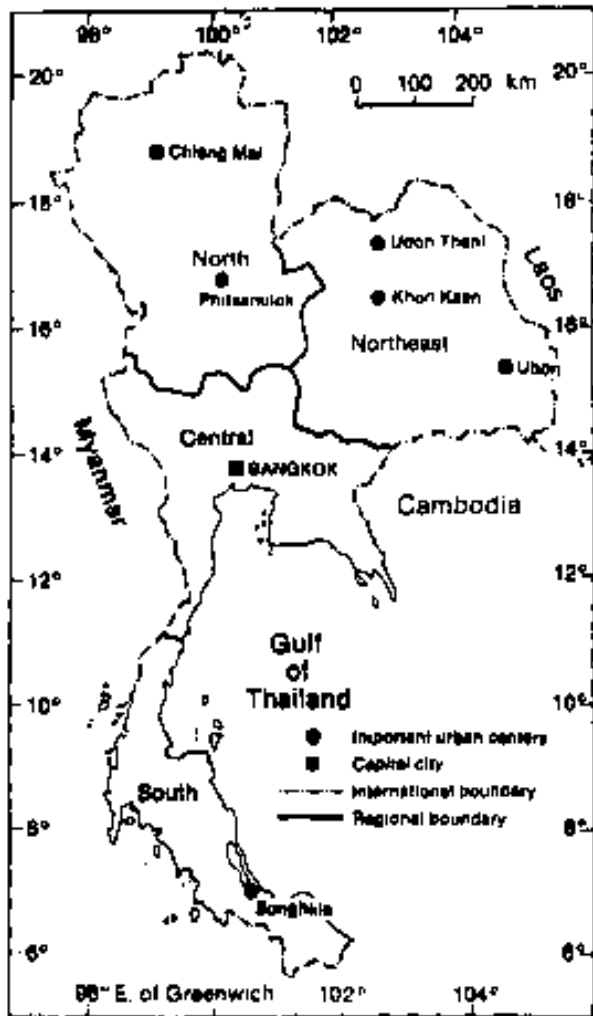 98° 100° 102° 104°
20° 20°
0 100 200 km
Chiang Mai
18° 18°
Udon Thani
Laos
North
Phitsanulok
Khon Kaen
16° 16°
Northeast
Ubon
Myanmar
Central
14° 14°
BANGKOK
Cambodia
12° 12°
Gulf
of
Thailand
10° 10°
Important urban centers
Capital city
South
International boundary
Regional boundary
8° 8°
Songhkla
6° 6°
98° E. of Greenwich 102° 104°